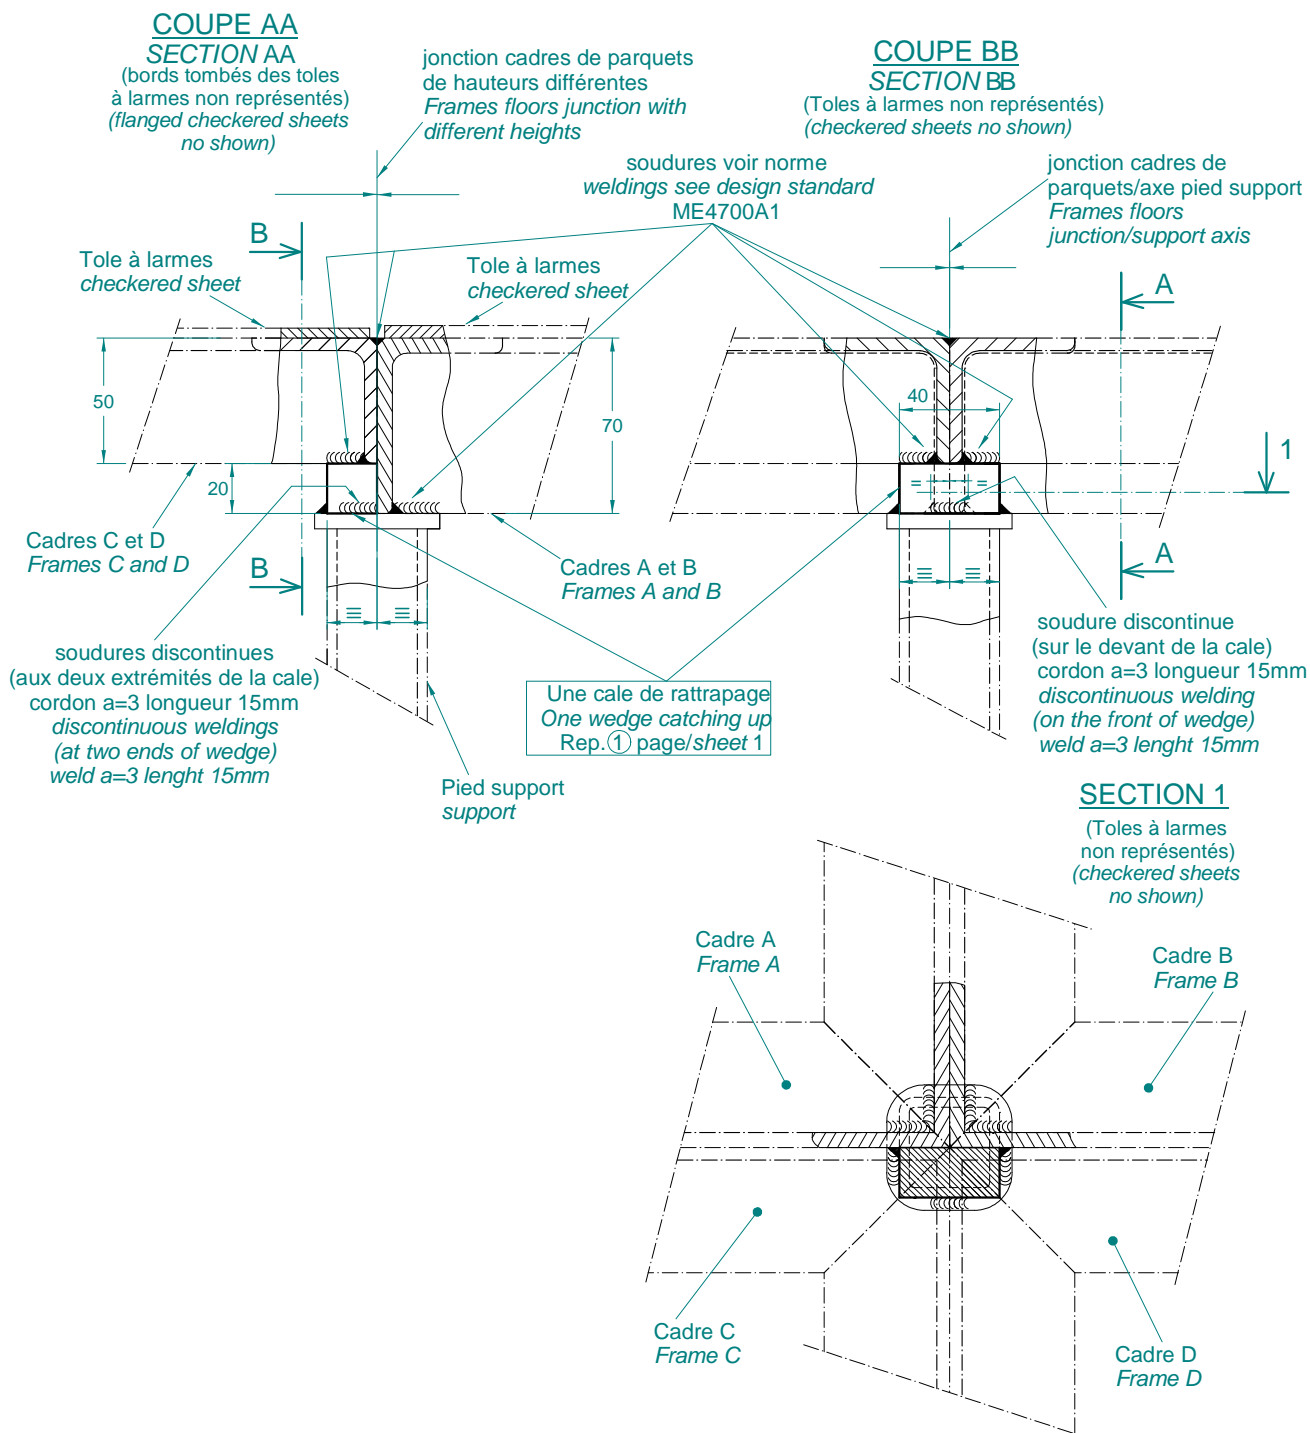 COUPE AA
SECTION AA
(bords tombés des toles
à larmes non représentés)
(flanged checkered sheets
no shown)
jonction cadres de parquets
de hauteurs différentes
Frames floors junction with
different heights
COUPE BB
SECTION BB
(Toles à larmes non représentés)
(checkered sheets no shown)
soudures voir norme
weldings see design standard
ME4700A1
jonction cadres de
parquets/axe pied support
Frames floors
junction/support axis
B
Tole à larmes
checkered sheet
Tole à larmes
checkered sheet
A
50
70
40
20
=
=
1
Cadres C et D
Frames C and D
B
Cadres A et B
Frames A and B
A
soudures discontinues
(aux deux extrémités de la cale)
cordon a=3 longueur 15mm
discontinuous weldings
(at two ends of wedge)
weld a=3 lenght 15mm
Une cale de rattrapage
One wedge catching up
Rep.① page/sheet 1
soudure discontinue
(sur le devant de la cale)
cordon a=3 longueur 15mm
discontinuous welding
(on the front of wedge)
weld a=3 lenght 15mm
Pied support
support
SECTION 1
(Toles à larmes
non représentés)
(checkered sheets
no shown)
Cadre A
Frame A
Cadre B
Frame B
Cadre C
Frame C
Cadre D
Frame D